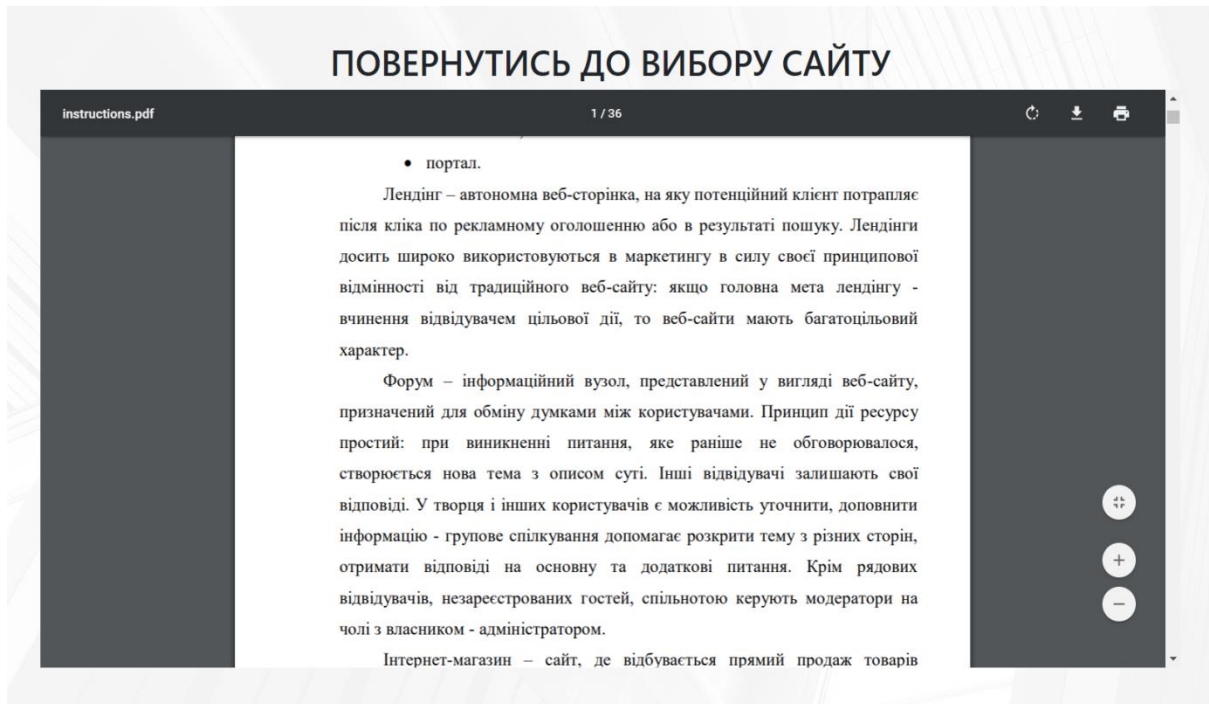 ПОВЕРНУТИСЬ ДО ВИБОРУ САЙТУ
instructions.pdf
1 / 36
• портал.
Лендінг – автономна веб-сторінка, на яку потенційний клієнт потрапляє
після кліка по рекламному оголошенню або в результаті пошуку. Лендінги
досить широко використовуються в маркетингу в силу своєї принципової
відмінності від традиційного веб-сайту: якщо головна мета лендінгу -
вчинення відвідувачем цільової дії, то веб-сайти мають багатоцільовий
характер.
Форум – інформаційний вузол, представлений у вигляді веб-сайту,
призначений для обміну думками між користувачами. Принцип дії ресурсу
простий: при виникненні питання, яке раніше не обговорювалося,
створюється нова тема з описом суті. Інші відвідувачі залишають свої
відповіді. У творця і інших користувачів є можливість уточнити, доповнити
інформацію - групове спілкування допомагає розкрити тему з різних сторін,
отримати відповіді на основну та додаткові питання. Крім рядових
відвідувачів, незареєстрованих гостей, спільнотою керують модератори на
чолі з власником - адміністратором.
Інтернет-магазин – сайт, де відбувається прямий продаж товарів